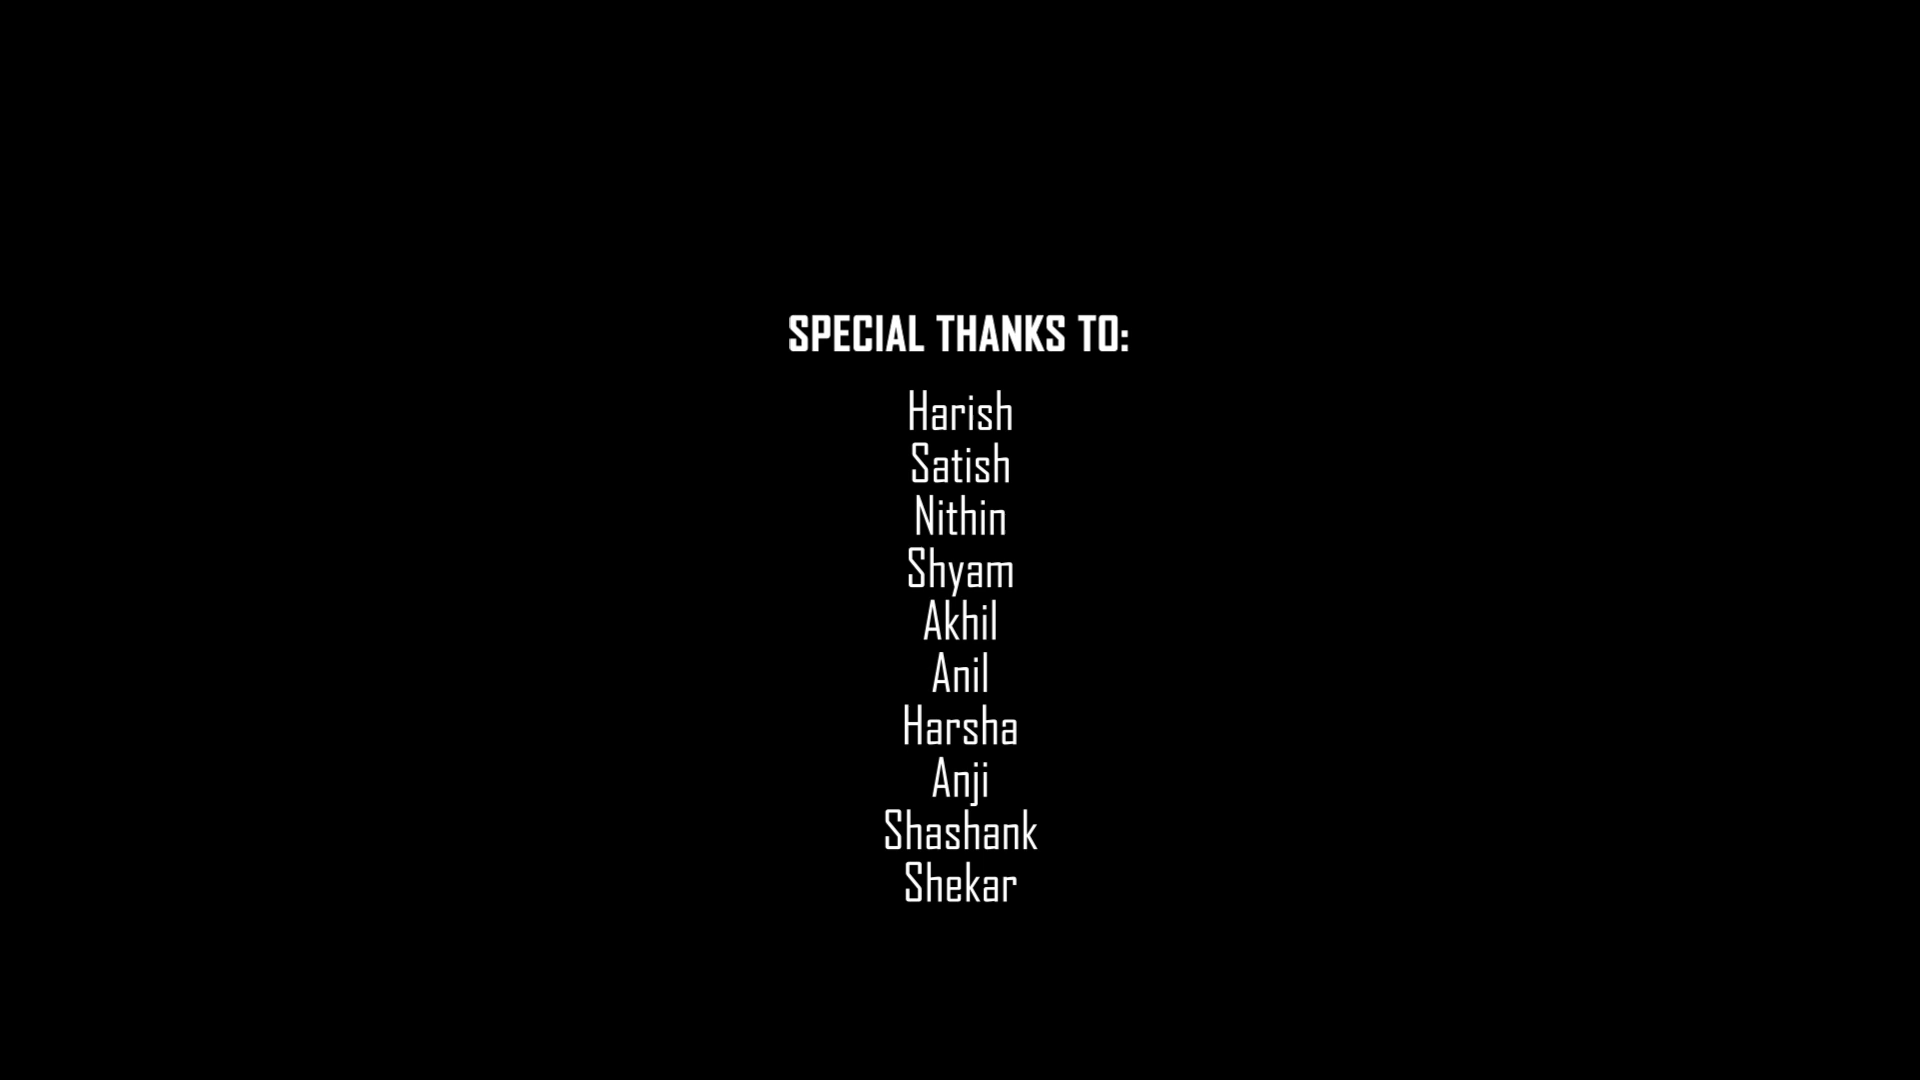 SPECIAL THANKS TO:
Harish
Satish
Nithin
Shyam
Akhil
Anil
Harsha
Anji
Shashank
Shekar